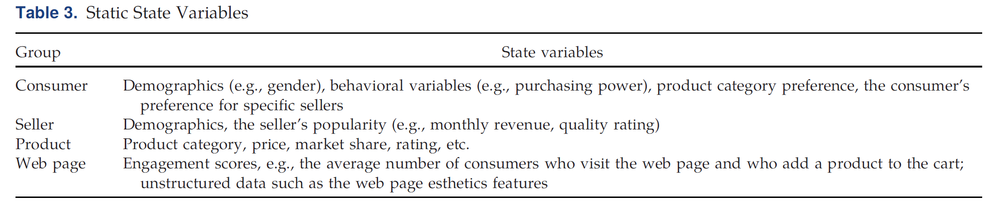 Table 3. Static State Variables
Group State variables
Consumer Demographics (e.g., gender), behavioral variables (e.g., purchasing power), product category preference, the consumer’s
preference for specific sellers
Seller Demographics, the seller’s popularity (e.g., monthly revenue, quality rating)
Product Product category, price, market share, rating, etc.
Web page Engagement scores, e.g., the average number of consumers who visit the web page and who add a product to the cart;
unstructured data such as the web page esthetics features